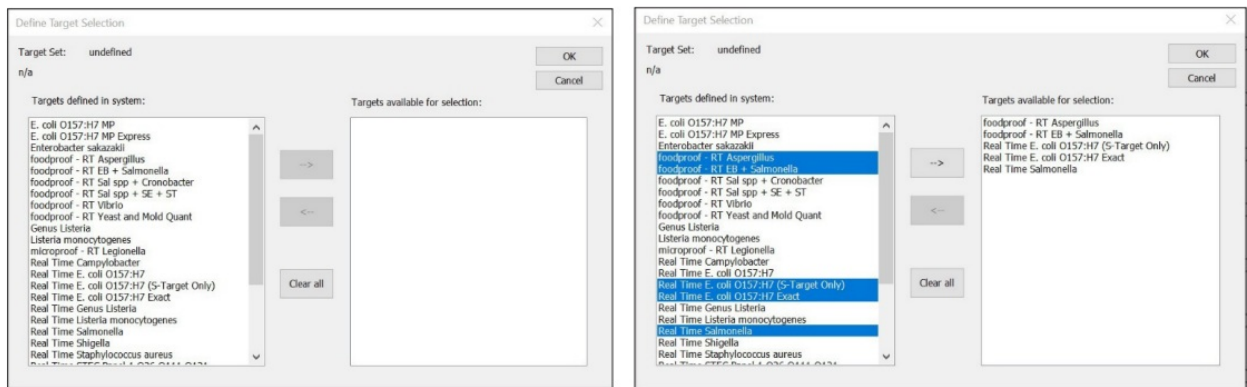 Define Target Selection
Target Set: undefined
OK
n/a
Cancel
Targets defined in system:
Targets available for selection:
E. coli O157:H7 MP
E. coli O157:H7 MP Express
Enterobacter sakazakii
foodproof - RT Aspergillus
foodproof - RT EB + Salmonella
foodproof - RT Sal spp + Cronobacter
foodproof - RT Sal spp + SE + ST
foodproof - RT Vibrio
foodproof - RT Yeast and Mold Quant
Genus Listeria
Listeria monocytogenes
microproof - RT Legionella
Real Time Campylobacter
Real Time E. coli O157:H7
Real Time E. coli O157:H7 (S-Target Only)
Real Time E. coli O157:H7 Exact
Real Time Genus Listeria
Real Time Listeria monocytogenes
Real Time Salmonella
Real Time Shigella
Real Time Staphylococcus aureus
-->
<--
Clear all
Define Target Selection
Target Set: undefined
OK
n/a
Cancel
Targets defined in system:
Targets available for selection:
E. coli O157:H7 MP
E. coli O157:H7 MP Express
Enterobacter sakazakii
foodproof - RT Aspergillus
foodproof - RT EB + Salmonella
foodproof - RT Sal spp + Cronobacter
foodproof - RT Sal spp + SE + ST
foodproof - RT Vibrio
foodproof - RT Yeast and Mold Quant
Genus Listeria
Listeria monocytogenes
microproof - RT Legionella
Real Time Campylobacter
Real Time E. coli O157:H7
Real Time E. coli O157:H7 (S-Target Only)
Real Time E. coli O157:H7 Exact
Real Time Genus Listeria
Real Time Listeria monocytogenes
Real Time Salmonella
Real Time Shigella
Real Time Staphylococcus aureus
-->
<--
Clear all
foodproof - RT Aspergillus
foodproof - RT EB + Salmonella
Real Time E. coli O157:H7 (S-Target Only)
Real Time E. coli O157:H7 Exact
Real Time Salmonella